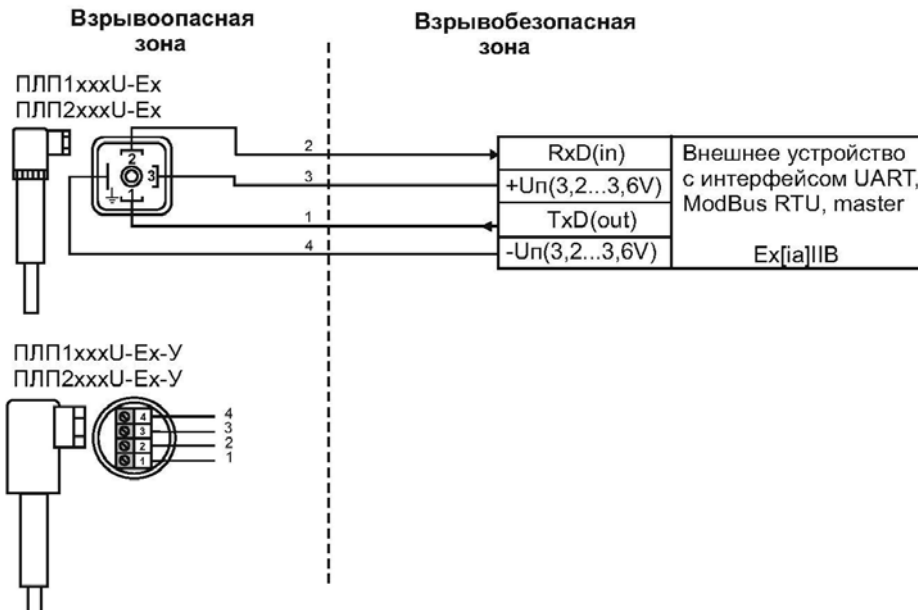 Взрывоопасная
зона
Взрывобезопасная
зона
ПЛП1xxxU-Ex
ПЛП2xxxU-Ex
2
3
1
2
3
1
4
RxD(in)
+Uп(3,2...3,6V)
TxD(out)
-Uп(3,2...3,6V)
Внешнее устройство
с интерфейсом UART,
ModBus RTU, master
Ex[ia]IIB
ПЛП1xxxU-Ex-У
ПЛП2xxxU-Ex-У
4 4
3 3
2 2
1 1